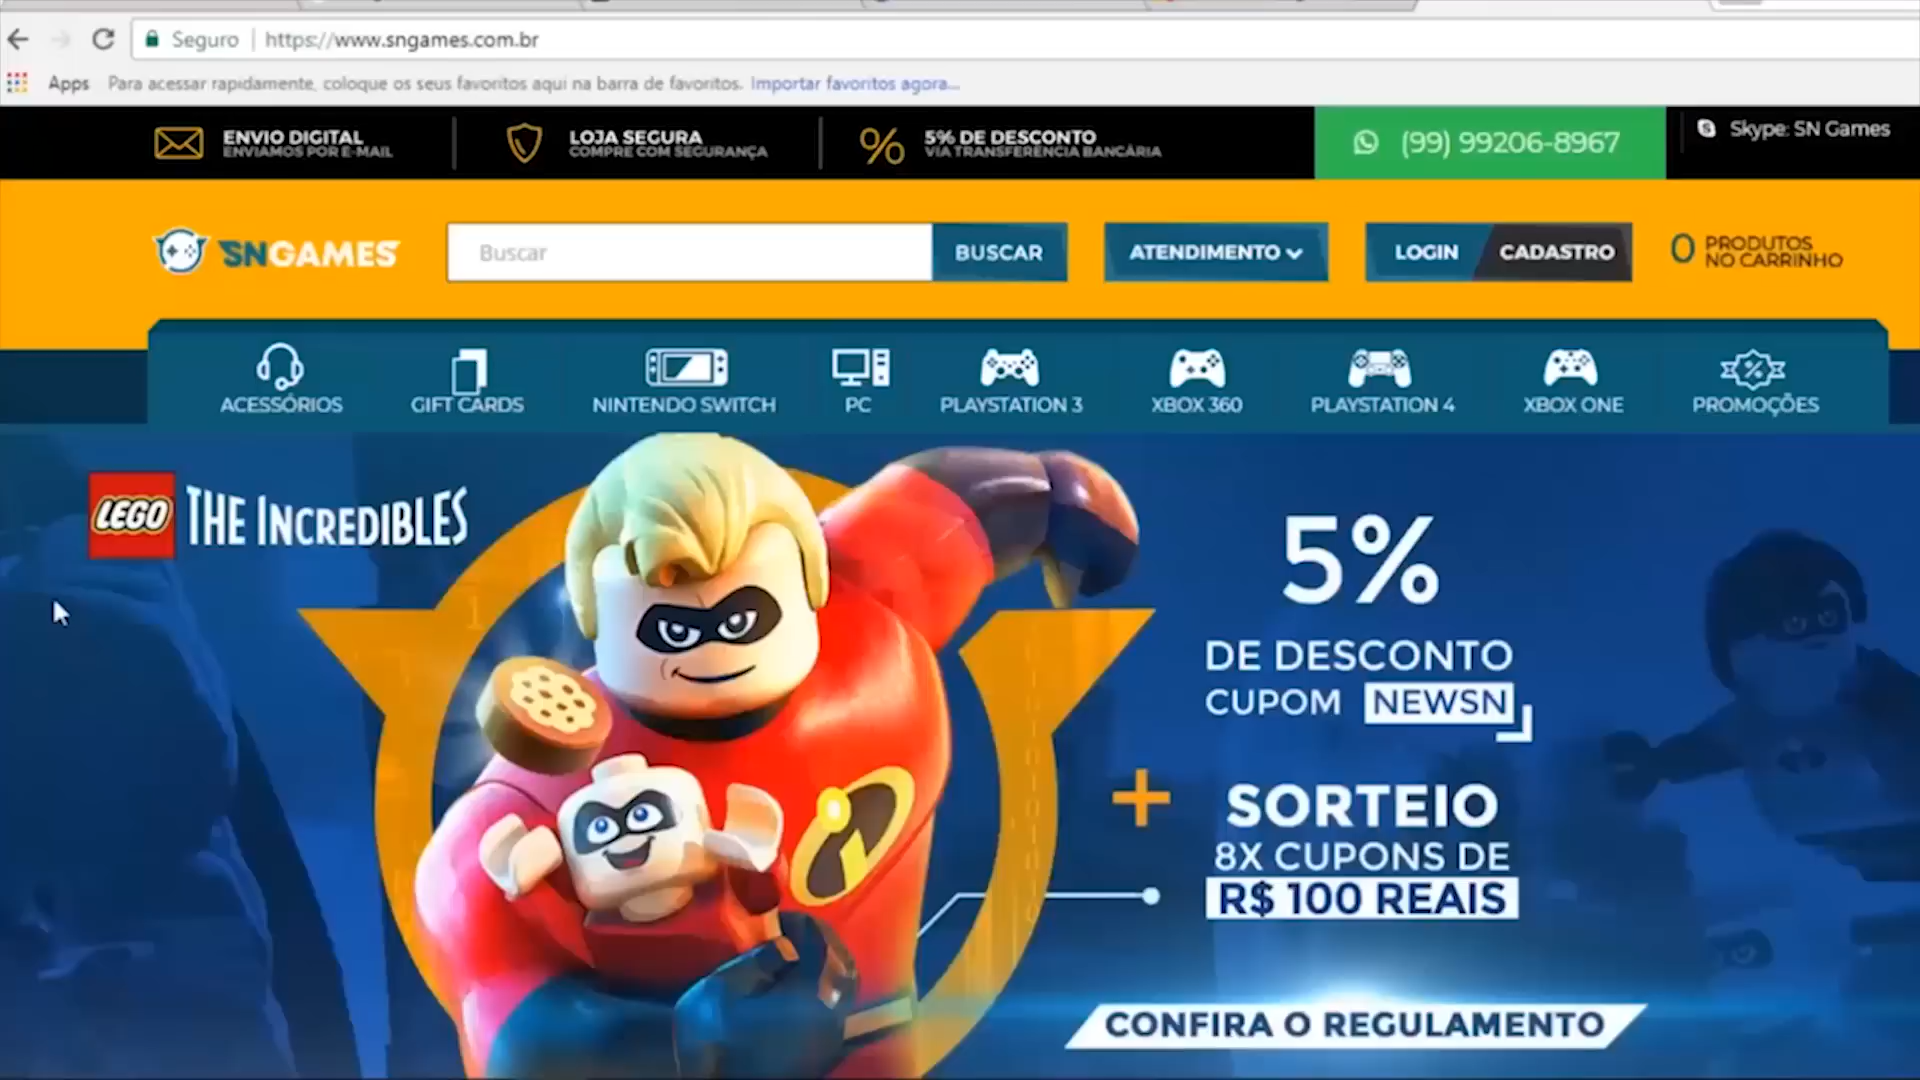 Seguro | https://www.sngames.com.br
Apps Para acessar rapidamente, coloque os seus favoritos aqui na barra de favoritos. Importar favoritos agora...
ENVIO DIGITAL
ENVIAMOS POR E-MAIL
LOJA SEGURA
COMPRE COM SEGURANÇA
5% DE DESCONTO
VIA TRANSFERÊNCIA BANCÁRIA
(99) 99206-8967
Skype: SN Games
SNGAMES
Buscar
BUSCAR
ATENDIMENTO
LOGIN
CADASTRO
0 PRODUTOS
NO CARRINHO
ACESSÓRIOS
GIFT CARDS
NINTENDO SWITCH
PC
PLAYSTATION 3
XBOX 360
PLAYSTATION 4
XBOX ONE
PROMOÇÕES
LEGO THE INCREDIBLES
5%
DE DESCONTO
CUPOM NEWSN
+ SORTEIO
8X CUPONS DE
R$ 100 REAIS
CONFIRA O REGULAMENTO